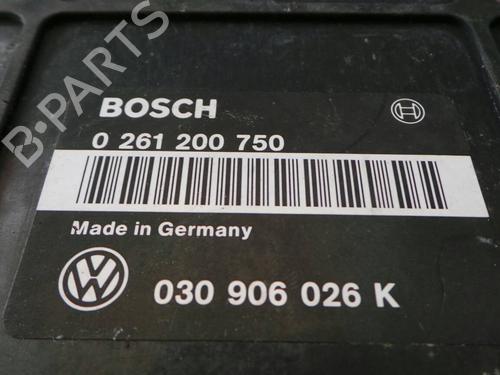 B-PARTS
BOSCH
0 261 200 750
Made in Germany
030 906 026 K